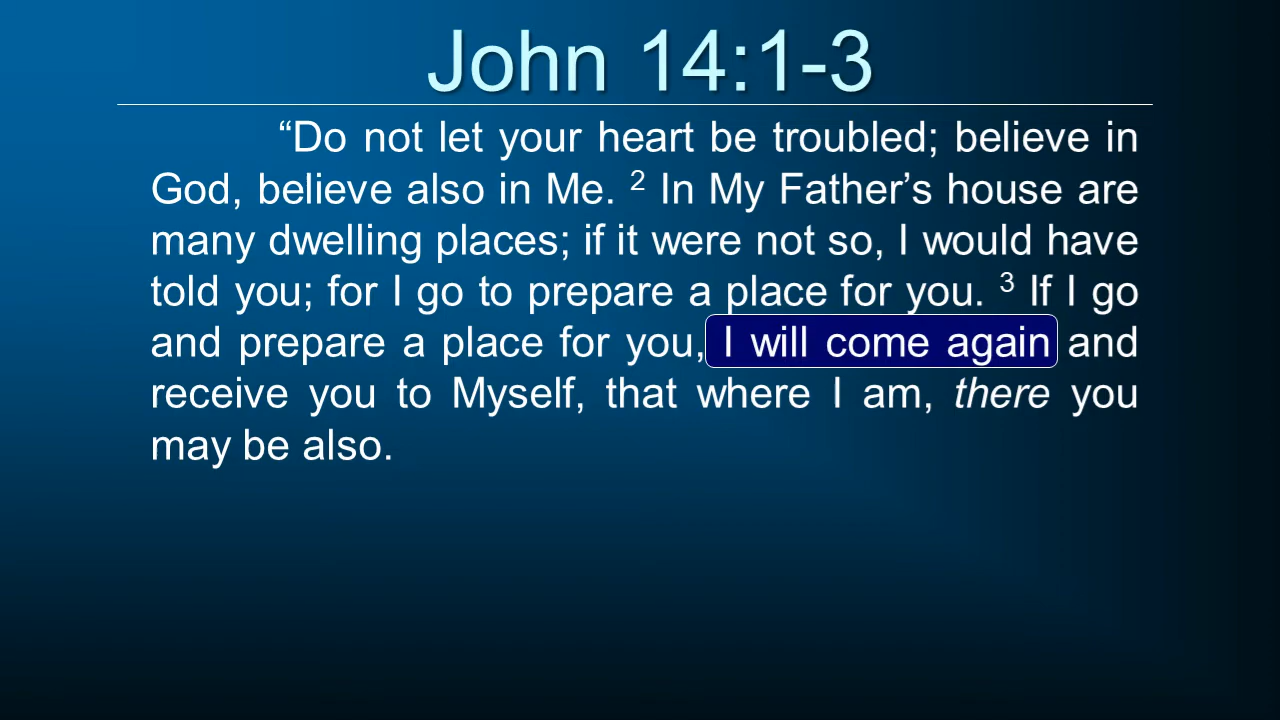 John 14:1-3
“Do not let your heart be troubled; believe in
God, believe also in Me. 2 In My Father’s house are
many dwelling places; if it were not so, I would have
told you; for I go to prepare a place for you. 3 If I go
and prepare a place for you, I will come again and
receive you to Myself, that where I am, there you
may be also.